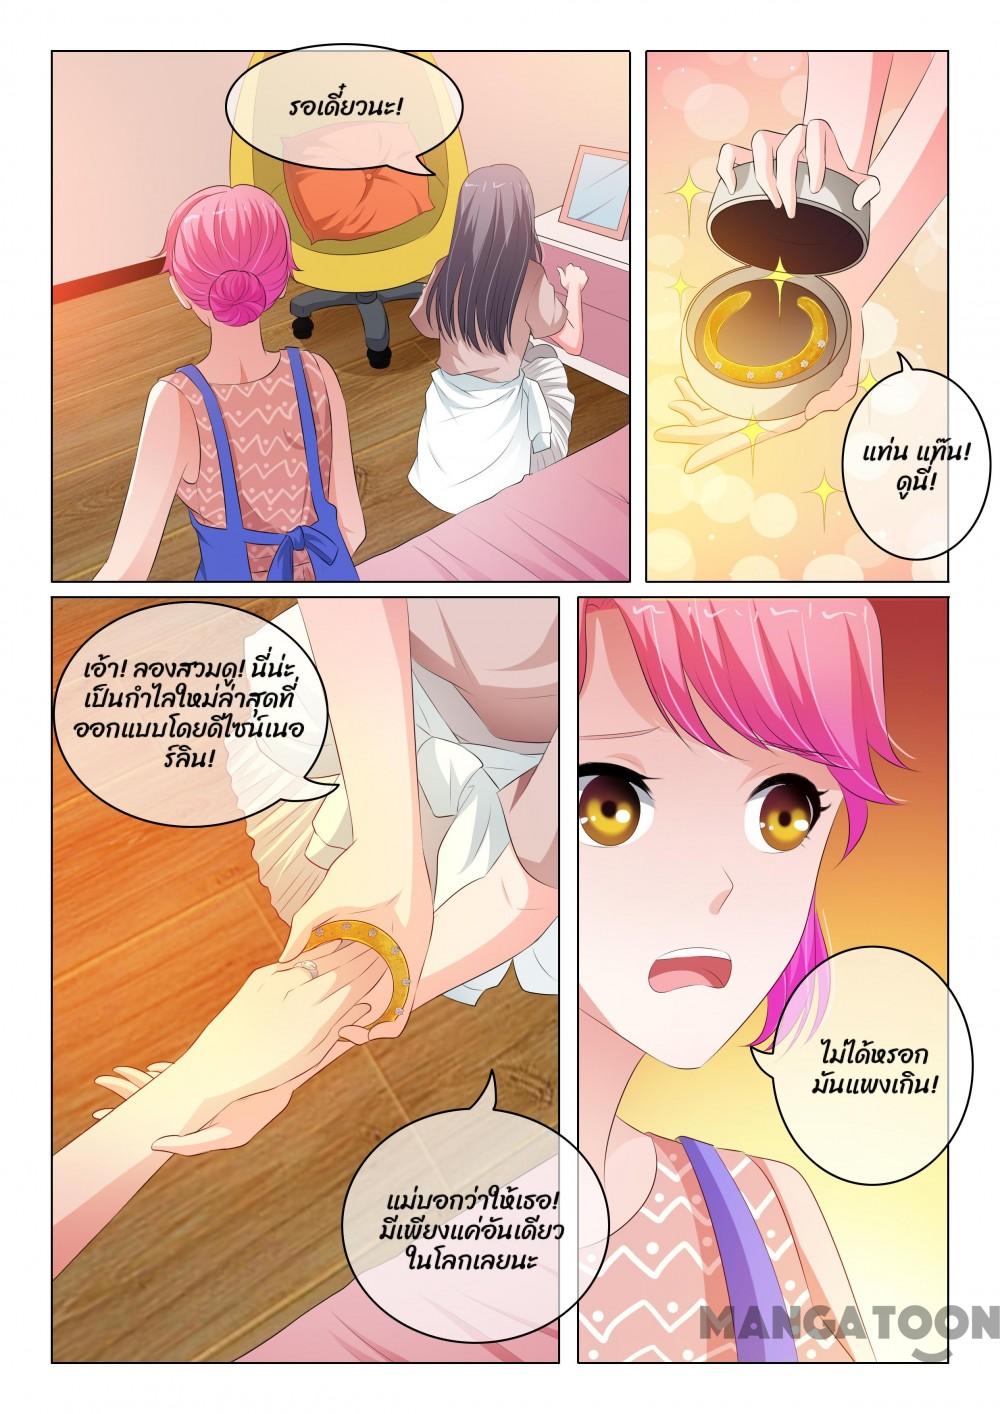 รอเดี๋ยวนะ!
แท่น แท๊น!
ดูนี่!
เอ้า! ลองสวมดู! นี่น่ะ
เป็นกำไลใหม่ล่าสุดที่
ออกแบบโดยดีไซน์เนอ
ร์ลิน!
ไม่ได้หรอก
มันแพงเกิน!
แม่บอกว่าให้เธอ!
มีเพียงแค่อันเดียว
ในโลกเลยนะ
MANGATOON